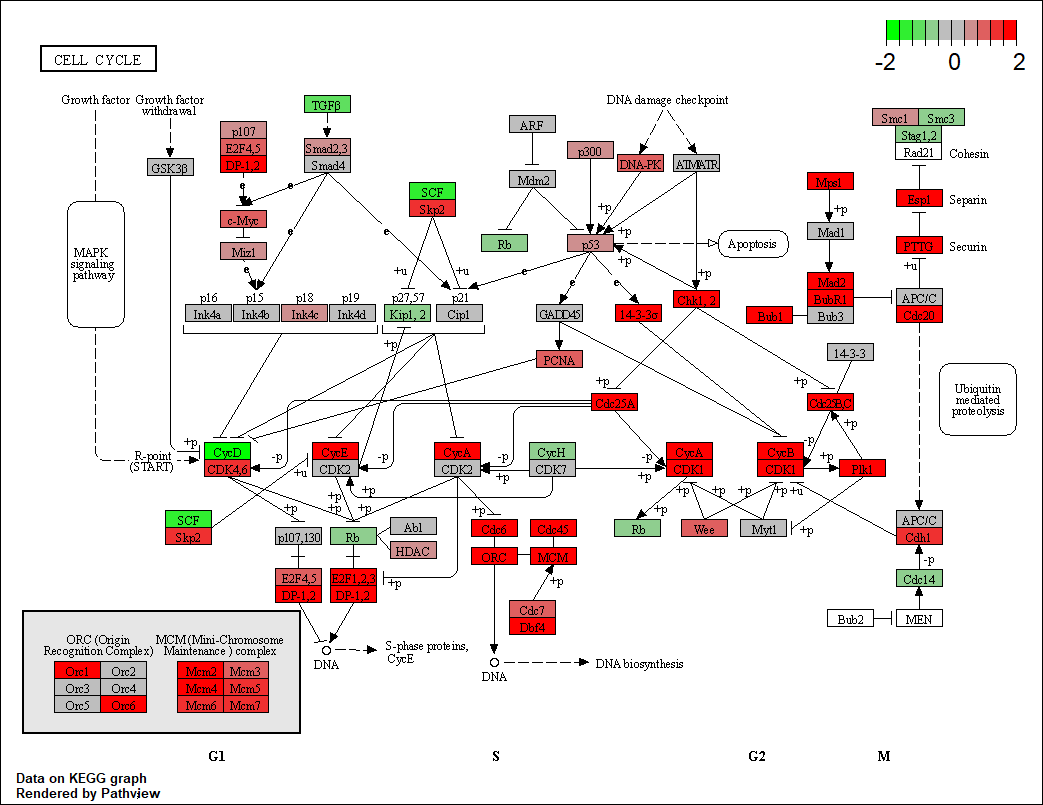 CELL CYCLE
-2 0 2
Growth factor
Growth factor
withdrawal
TGFβ
DNA damage checkpoint
GSK3β
p107
E2F4,5
DP-1,2
Smad2,3
Smad4
ARF
p300
DNA-PK
ATMATR
Smc1
Smc3
Stag1,2
Rad21
Cohesin
e
e
SCF
Skp2
Mdm2
Mps1
+p
Esp1
Separin
c-Myc
Miz1
MAPK
signaling
pathway
e
e
Rb
+p
p53
+p
Apoptosis
Mad1
PTTG
Securin
+u
+u
+u
e
e
e
+p
p16
Ink4a
p15
Ink4b
p18
Ink4c
p19
Ink4d
p27,57
Kip1, 2
p21
Cip1
GADD45
14-3-3σ
Chk1, 2
Mad2
BubR1
Bub3
Bub1
APC/C
Cdc20
+p
PCNA
14-3-3
Ubiquitin
mediated
proteolysis
+p
Cdc25A
+p
Cdc25B,C
+p
R-point
(START)
+p
CycD
CDK4,6
-p
+u
CycE
CDK2
-p
CycA
CDK2
-p
CycH
CDK7
+p
-p
CycA
CDK1
CycB
CDK1
-p
+p
Plk1
SCF
Skp2
+p
+p
+p
+p
+p
p107,130
Rb
Abl
HDAC
+p
Cdc6
Cdc45
ORC
MCM
+p
Cdc7
Dbf4
Rb
+p
+p
+p
+p
+u
Wee
Myt1
+p
APC/C
Cdh1
-p
Cdc14
Bub2
MEN
E2F4,5
DP-1,2
E2F1,2,3
DP-1,2
+p
DNA
S-phase proteins,
CycE
DNA
DNA biosynthesis
ORC (Origin
Recognition Complex)
MCM (Mini-Chromosome
Maintenance ) complex
Orc1
Orc2
Mcm2
Mcm3
Orc3
Orc4
Mcm4
Mcm5
Orc5
Orc6
Mcm6
Mcm7
G1
S
G2
M
Data on KEGG graph
Rendered by Pathview